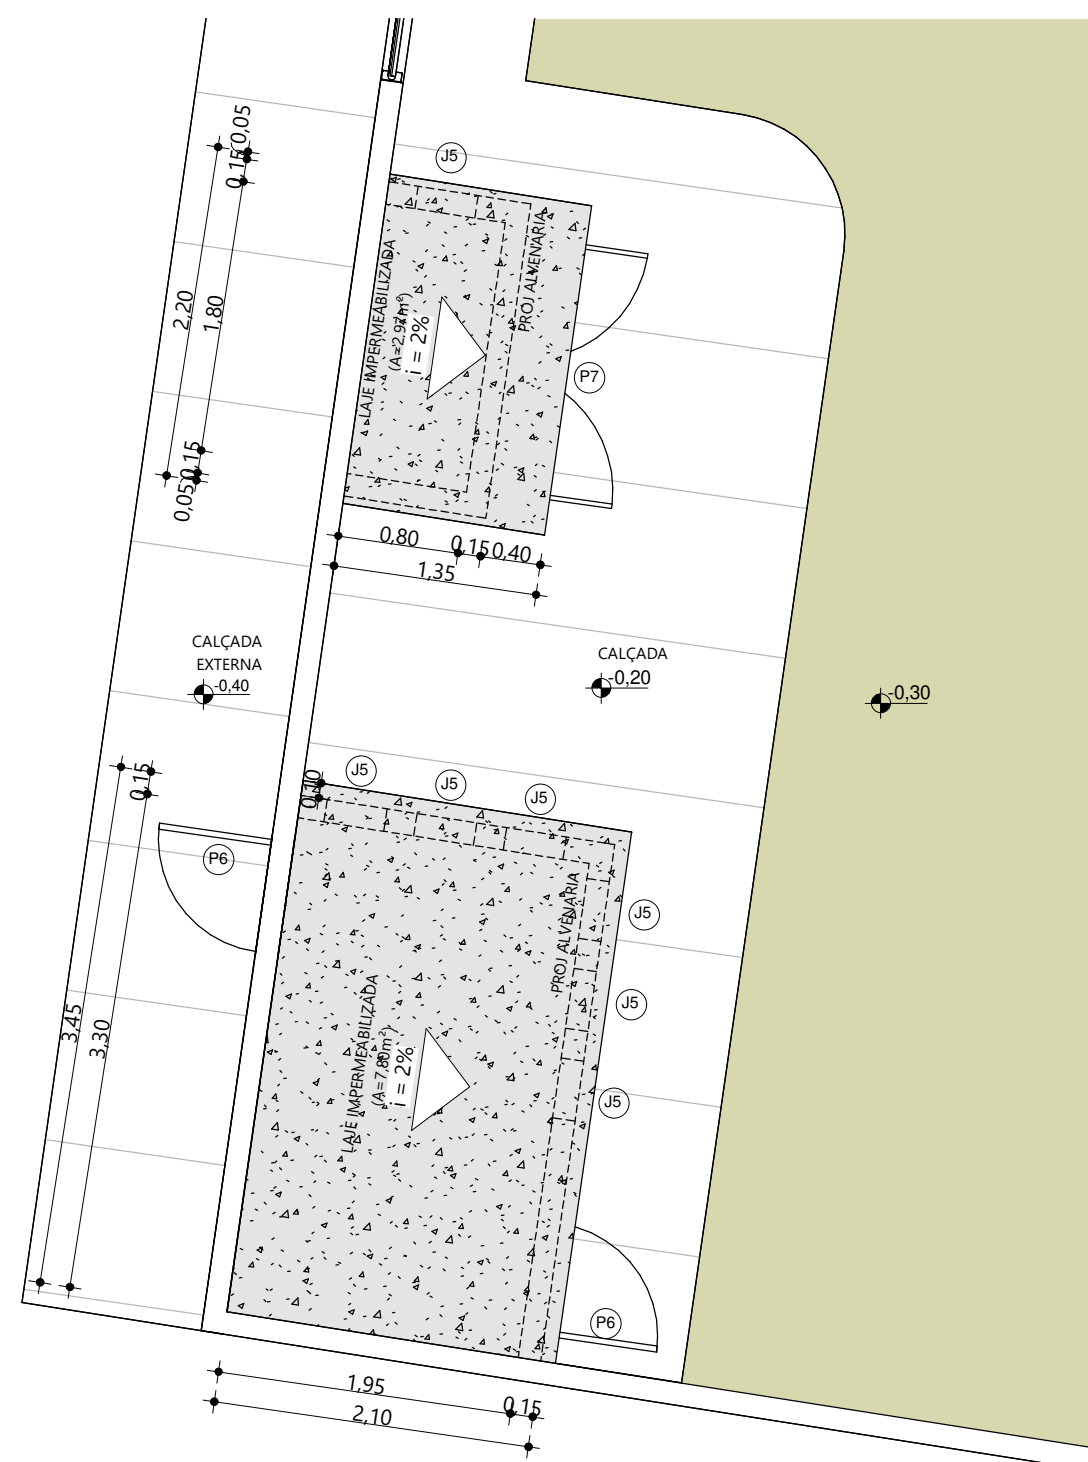 J5
0,05
0,15
2,20
1,80
0,15
0,05
LAJE IMPERMEABILIZADA
(A=2,97m²)
i = 2%
PROJ ALVENARIA
P7
0,80
0,15
0,40
1,35
CALÇADA
EXTERNA
-0,40
CALÇADA
-0,20
-0,30
0,15
0,10
J5
J5
J5
P6
3,45
3,30
LAJE IMPERMEABILIZADA
(A=7,80m²)
i = 2%
PROJ ALVENARIA
J5
J5
J5
P6
1,95
0,15
2,10